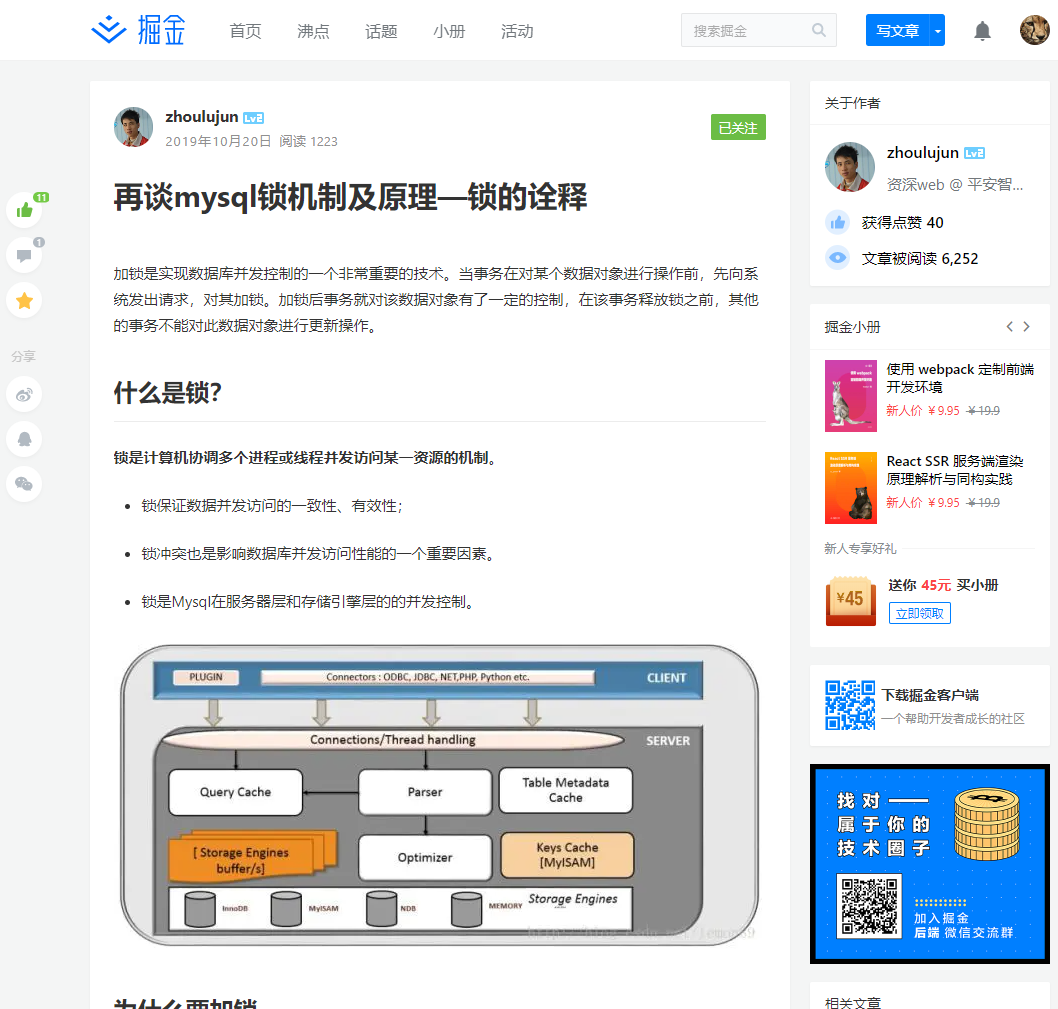 掘金
首页 沸点 话题 小册 活动
搜索掘金
写文章
zhoulujun Lv2
2019年10月20日 阅读 1223
已关注
再谈mysql锁机制及原理—锁的诠释
11
1
分享
加锁是实现数据库并发控制的一个非常重要的技术。当事务在对某个数据对象进行操作前，先向系
统发出请求，对其加锁。加锁后事务就对该数据对象有了一定的控制，在该事务释放锁之前，其他
的事务不能对此数据对象进行更新操作。
什么是锁？
锁是计算机协调多个进程或线程并发访问某一资源的机制。
锁保证数据并发访问的一致性、有效性；
锁冲突也是影响数据库并发访问性能的一个重要因素。
锁是Mysql在服务器层和存储引擎层的的并发控制。
PLUGIN
Connectors : ODBC, JDBC, NET,PHP, Python etc.
CLIENT
Connections/Thread handling
SERVER
Query Cache
Parser
Table Metadata
Cache
[ Storage Engines
buffer/s]
Optimizer
Keys Cache
[MyISAM]
InnoDB
MyISAM
NDB
MEMORY
Storage Engines
为什么要加锁
关于作者
zhoulujun Lv2
资深web @ 平安智...
获得点赞 40
文章被阅读 6,252
掘金小册
使用 webpack 定制前端
开发环境
新人价 ￥9.95 ￥19.9
React SSR 服务端渲染
原理解析与同构实践
新人价 ￥9.95 ￥19.9
新人专享好礼
¥45
送你 45元 买小册
立即领取
下载掘金客户端
一个帮助开发者成长的社区
找对——
属于你的
技术圈子
加入掘金
后端 微信交流群
相关文章